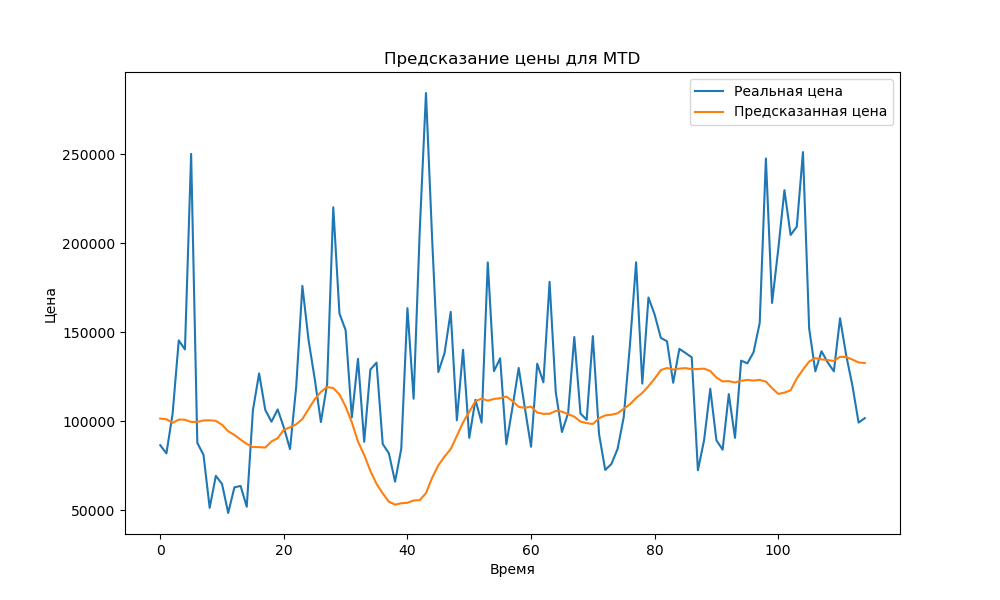 Предсказание цены для MTD
Реальная цена
Предсказанная цена
Цена
250000
200000
150000
100000
50000
0 20 40 60 80 100
Время